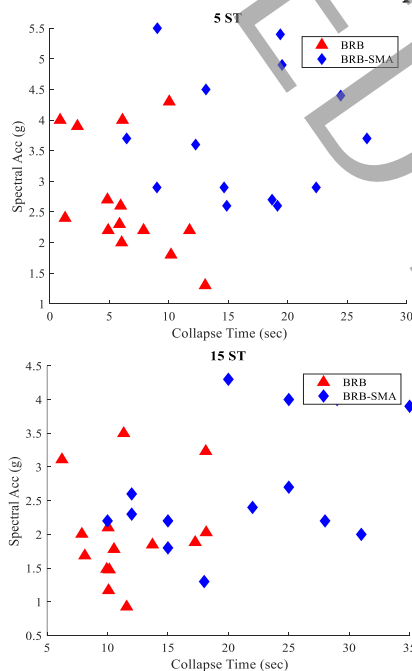 5 ST
5.5
5
4.5
4
3.5
3
2.5
2
1.5
1
Spectral Acc (g)
BRB
BRB-SMA
0 5 10 15 20 25 30
Collapse Time (sec)
15 ST
4.5
4
3.5
3
2.5
2
1.5
1
0.5
Spectral Acc (g)
BRB
BRB-SMA
5 10 15 20 25 30 35
Collapse Time (sec)